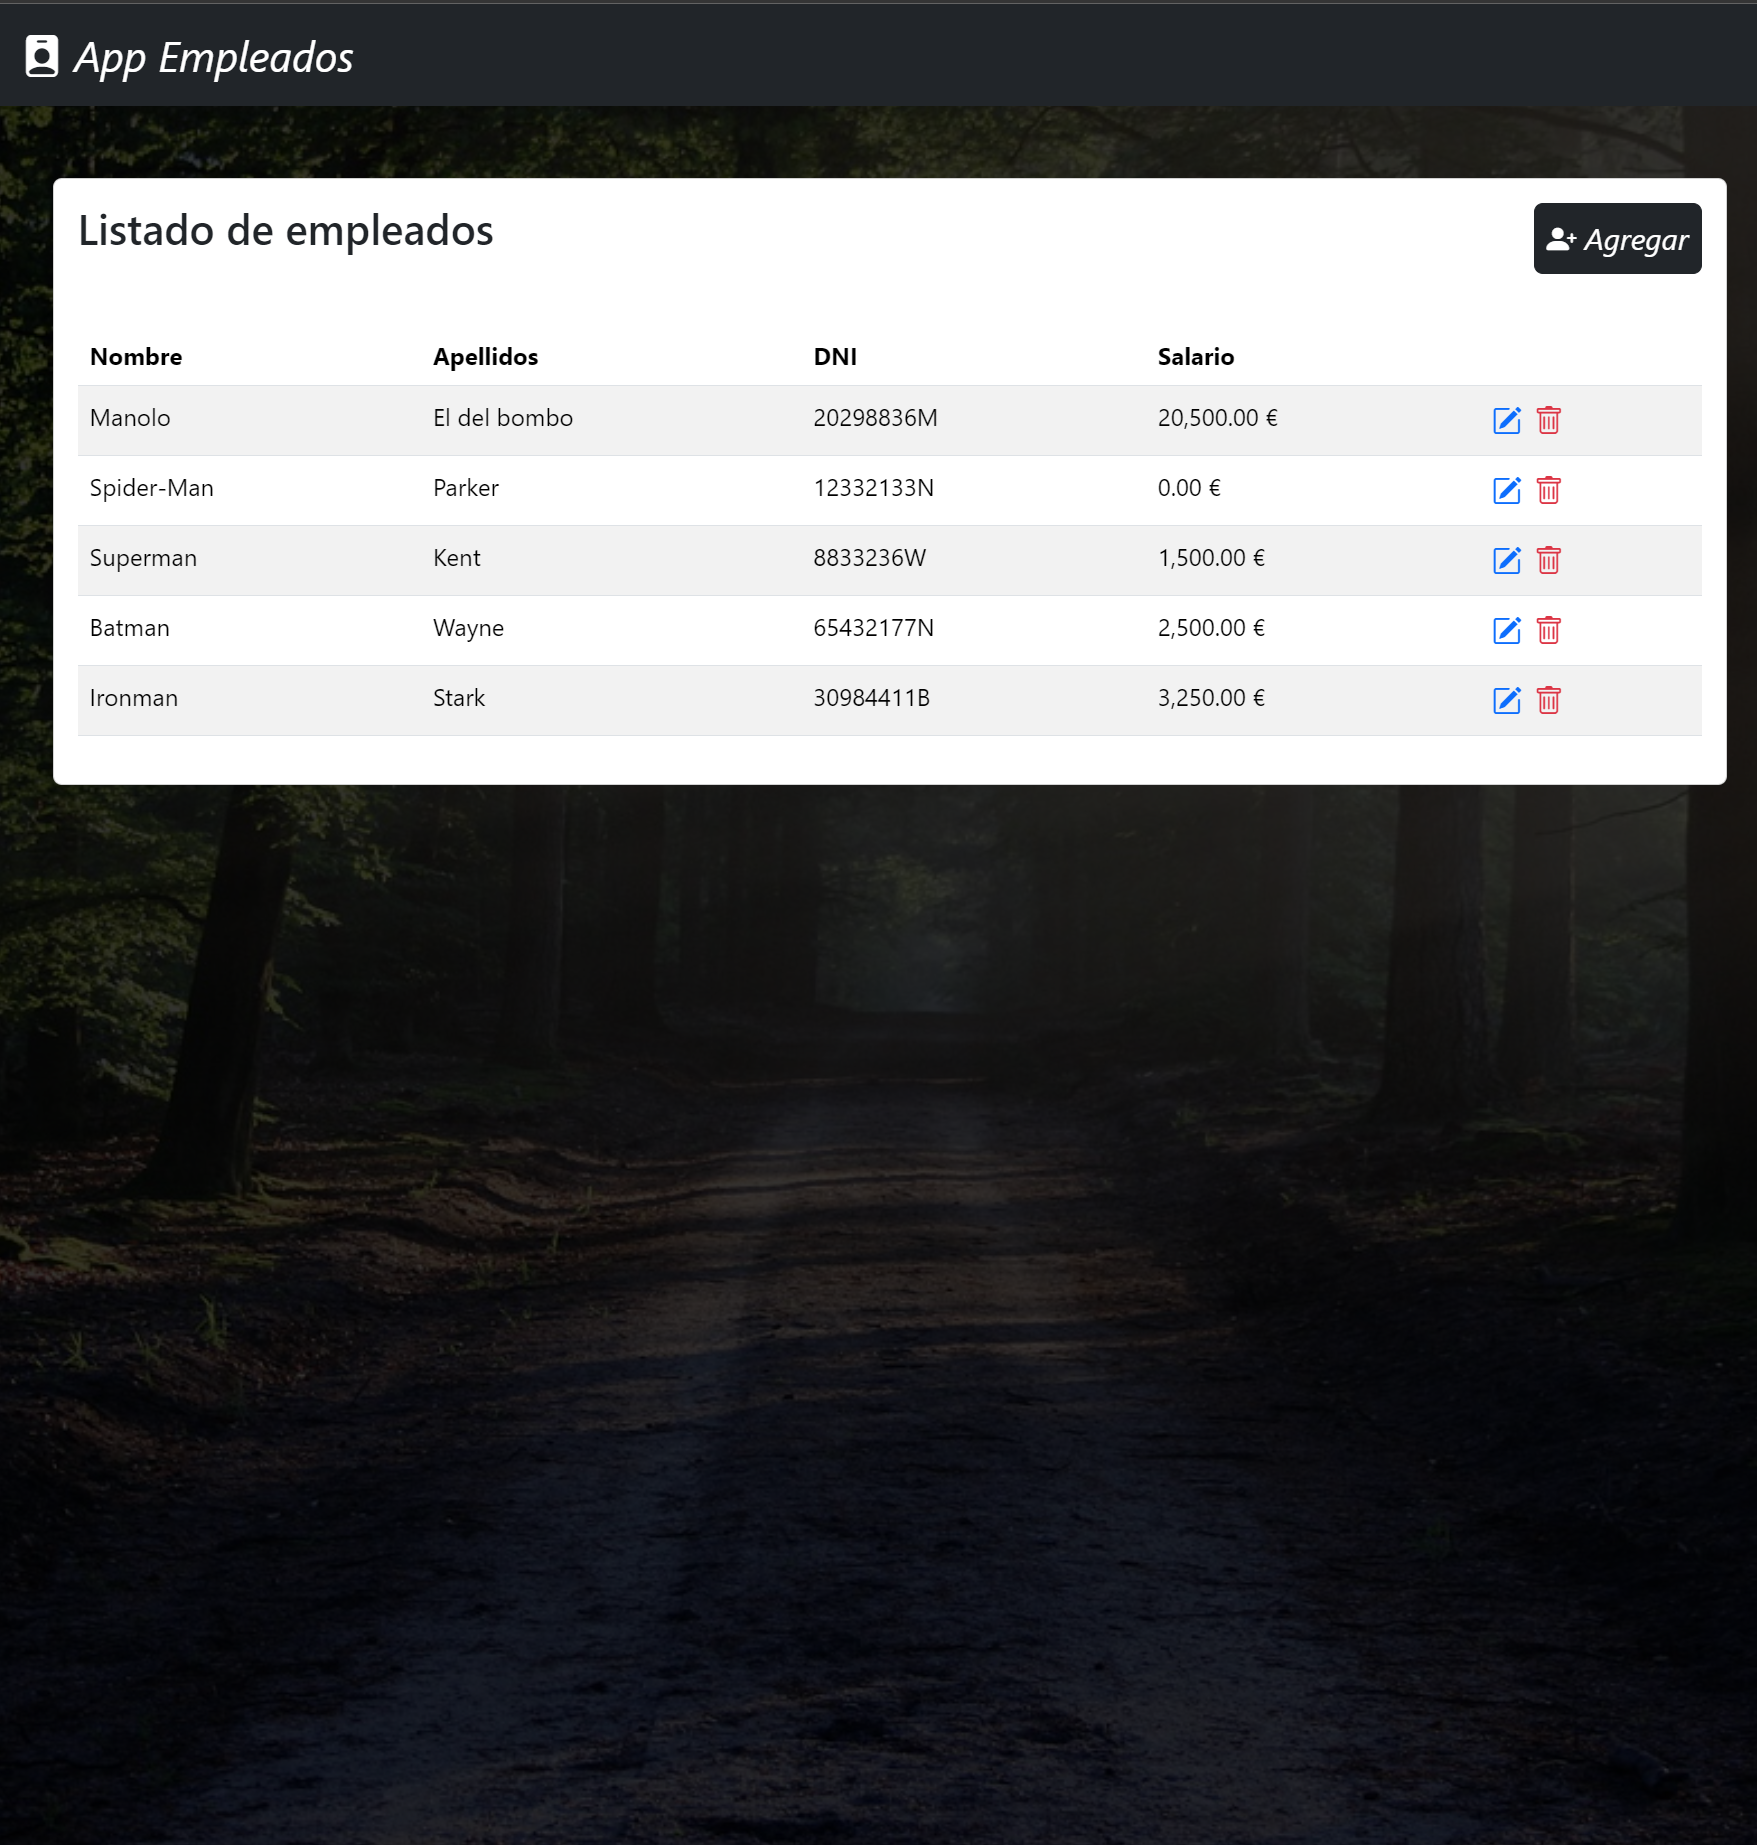 App Empleados
Listado de empleados
Agregar
Nombre Apellidos DNI Salario
Manolo El del bombo 20298836M 20,500.00 €
Spider-Man Parker 12332133N 0.00 €
Superman Kent 8833236W 1,500.00 €
Batman Wayne 65432177N 2,500.00 €
Ironman Stark 30984411B 3,250.00 €